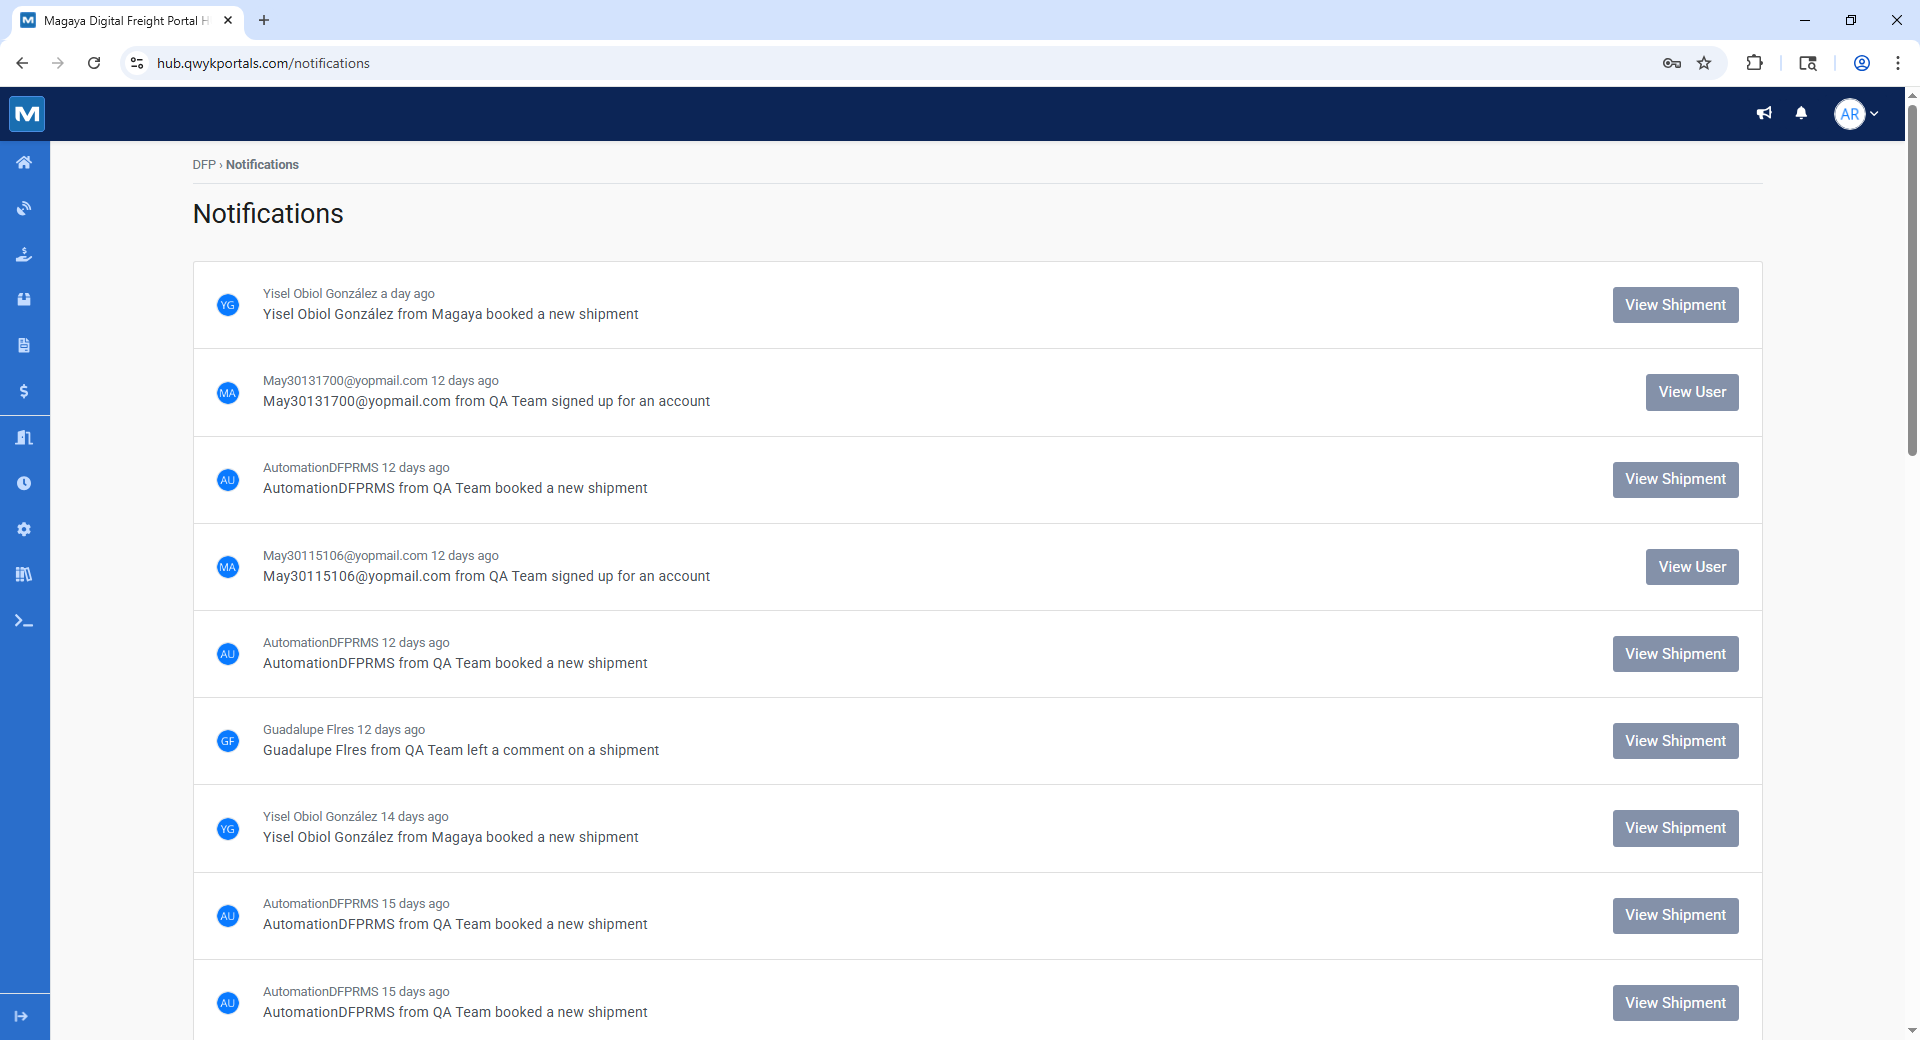 Magaya Digital Freight Portal H
hub.qwykportals.com/notifications
M
AR
DFP › Notifications
Notifications
YG
Yisel Obiol González a day ago
Yisel Obiol González from Magaya booked a new shipment
View Shipment
MA
May30131700@yopmail.com 12 days ago
May30131700@yopmail.com from QA Team signed up for an account
View User
AU
AutomationDFPRMS 12 days ago
AutomationDFPRMS from QA Team booked a new shipment
View Shipment
MA
May30115106@yopmail.com 12 days ago
May30115106@yopmail.com from QA Team signed up for an account
View User
AU
AutomationDFPRMS 12 days ago
AutomationDFPRMS from QA Team booked a new shipment
View Shipment
GF
Guadalupe Flres 12 days ago
Guadalupe Flres from QA Team left a comment on a shipment
View Shipment
YG
Yisel Obiol González 14 days ago
Yisel Obiol González from Magaya booked a new shipment
View Shipment
AU
AutomationDFPRMS 15 days ago
AutomationDFPRMS from QA Team booked a new shipment
View Shipment
AU
AutomationDFPRMS 15 days ago
AutomationDFPRMS from QA Team booked a new shipment
View Shipment